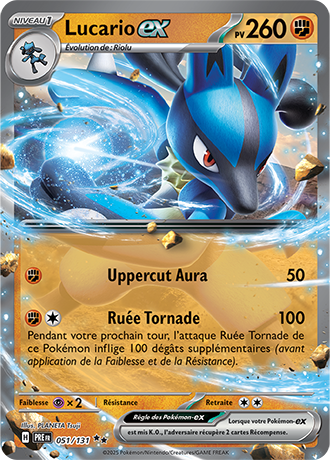 NIVEAU 1
Lucario ex
PV 260
Évolution de : Riolu
Uppercut Aura 50
Ruée Tornade 100
Pendant votre prochain tour, l'attaque Ruée Tornade de
ce Pokémon inflige 100 dégâts supplémentaires (avant
application de la Faiblesse et de la Résistance).
Faiblesse x2 Résistance Retraite
Règle des Pokémon-ex
Lorsque votre Pokémon-ex
est mis K.O., l'adversaire récupère 2 cartes Récompense.
Illus. PLANETA Tsuji
H PRE FR 051/131
©2025 Pokémon/Nintendo/Creatures/GAME FREAK